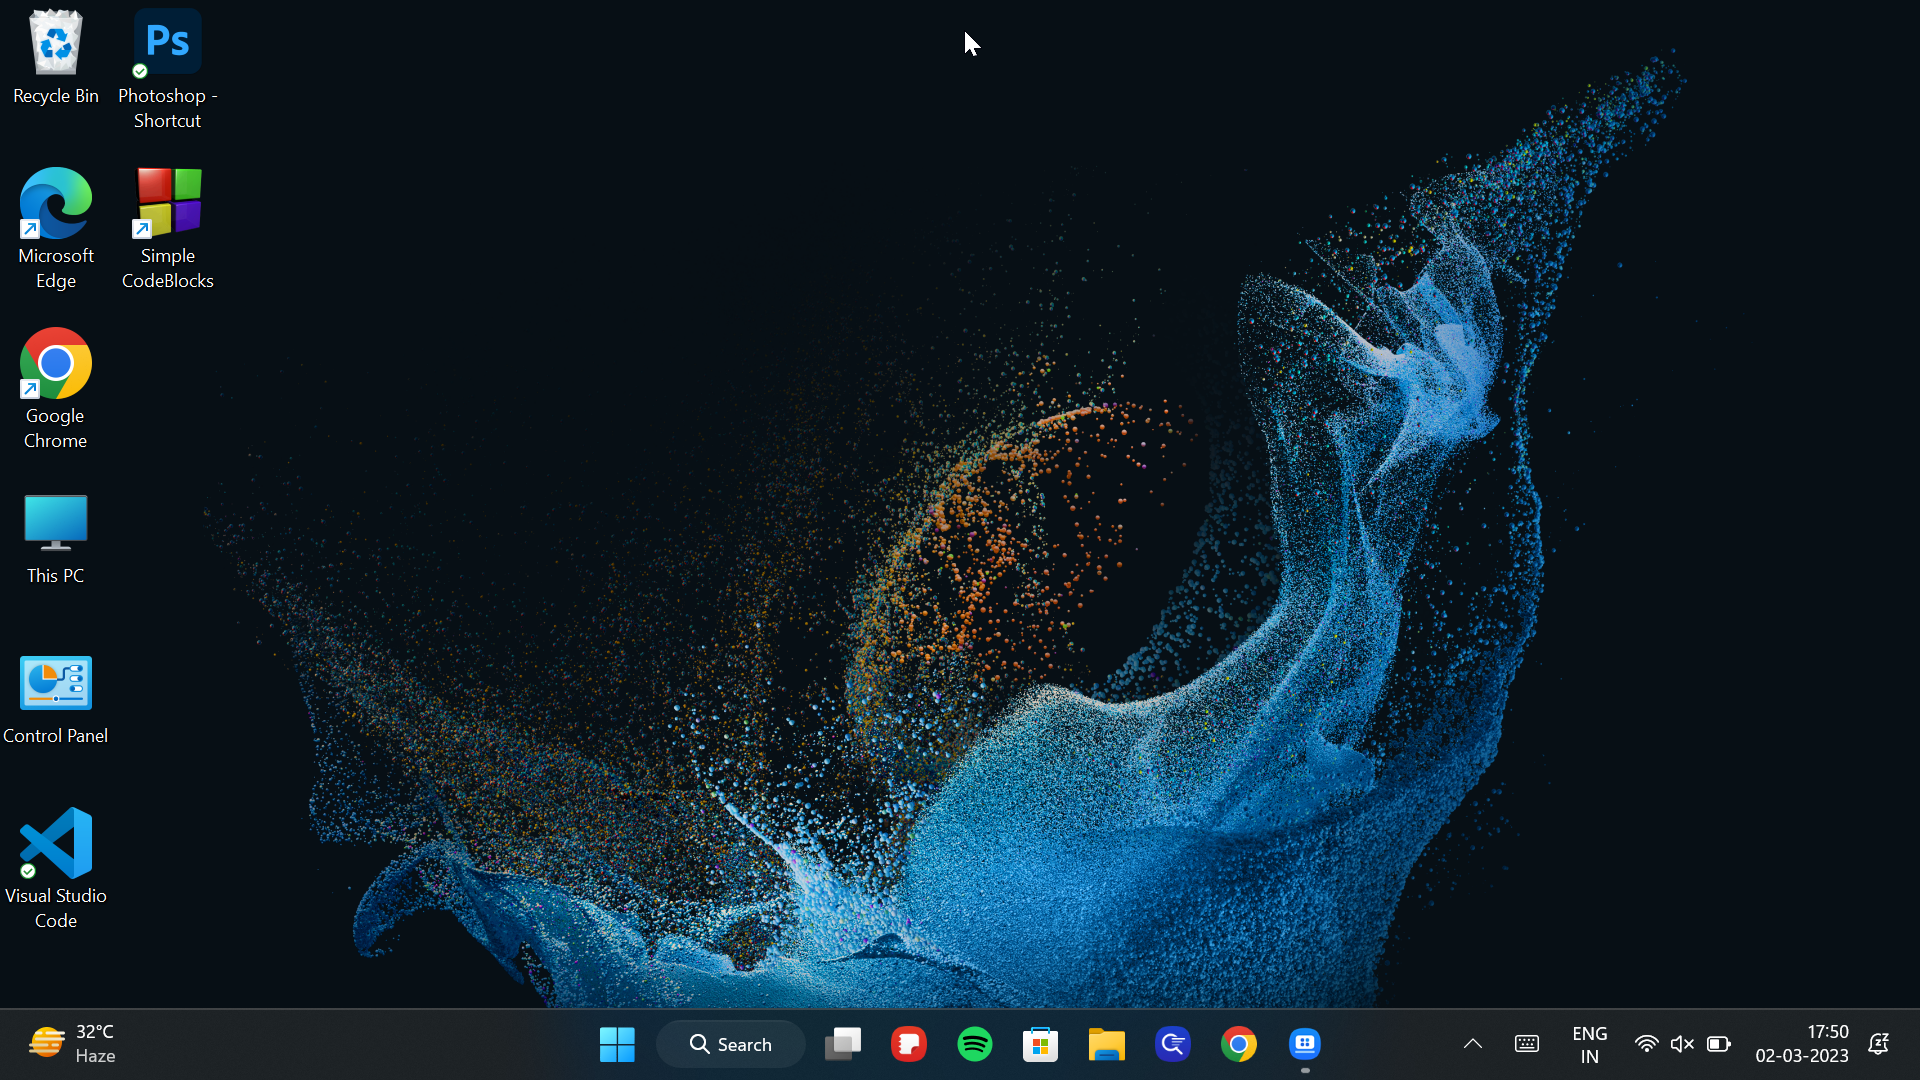 Ps
Recycle Bin
Photoshop -
Shortcut
Microsoft
Edge
Simple
CodeBlocks
Google
Chrome
This PC
Control Panel
Visual Studio
Code
32°C
Haze
Search
ENG
IN
17:50
02-03-2023